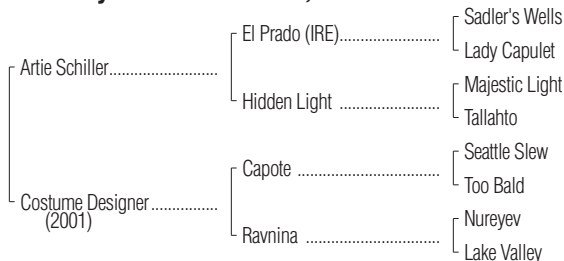 Sadler's Wells
El Prado (IRE)
Lady Capulet
Artie Schiller
Majestic Light
Hidden Light
Tallahto
Seattle Slew
Capote
Too Bald
Costume Designer
(2001)
Nureyev
Ravnina
Lake Valley